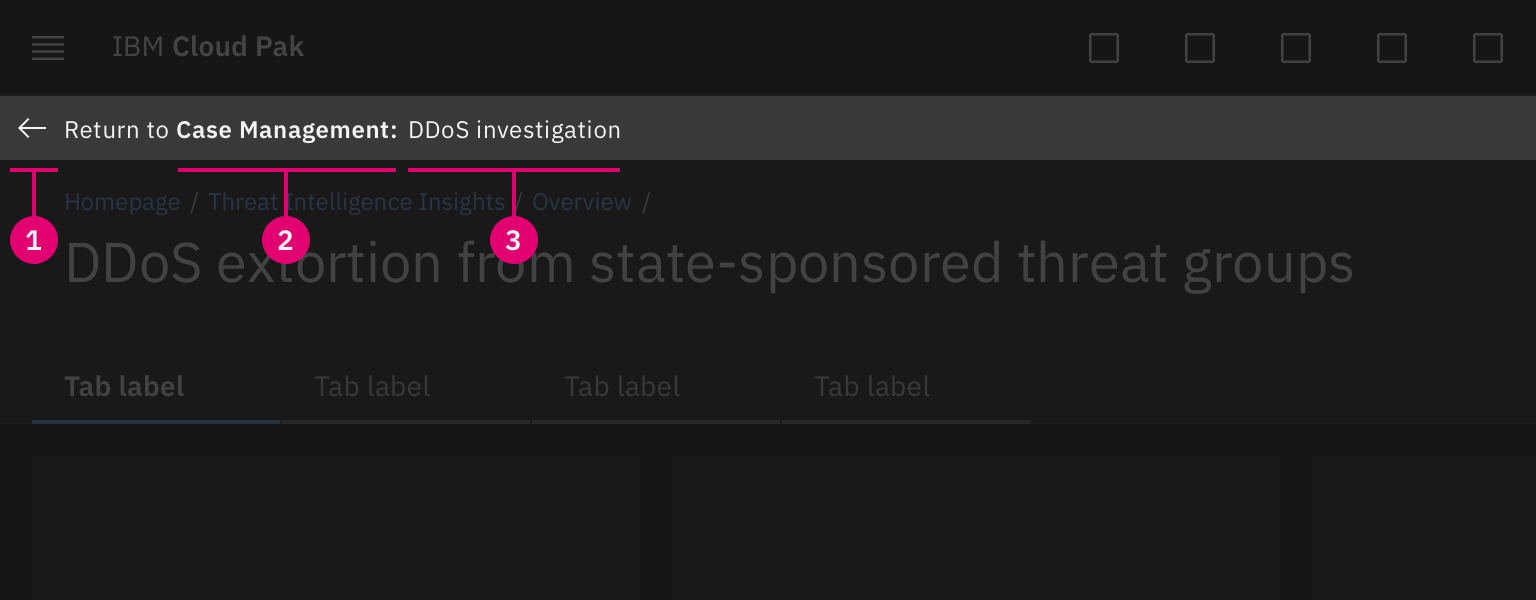 IBM Cloud Pak
Return to Case Management: DDoS investigation
Homepage / Threat Intelligence Insights / Overview /
1 2 3
DDoS extortion from state-sponsored threat groups
Tab label Tab label Tab label Tab label